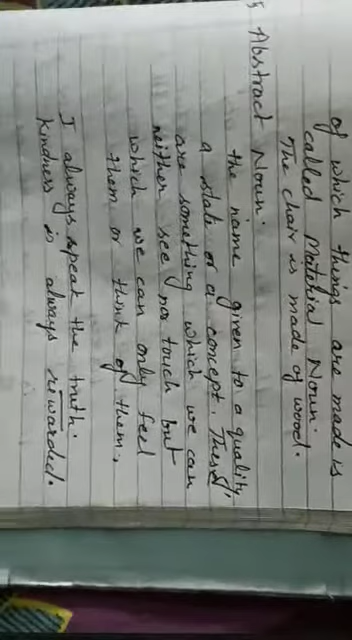 of which things are made is
called Material Noun.
The chair is made of wood.
5 Abstract Noun.
the name given to a quality,
a state or a concept. These
are something which we can
neither see nor touch but
which we can only feel
them or think of them.
I always speak the truth.
Kindness is always rewarded.